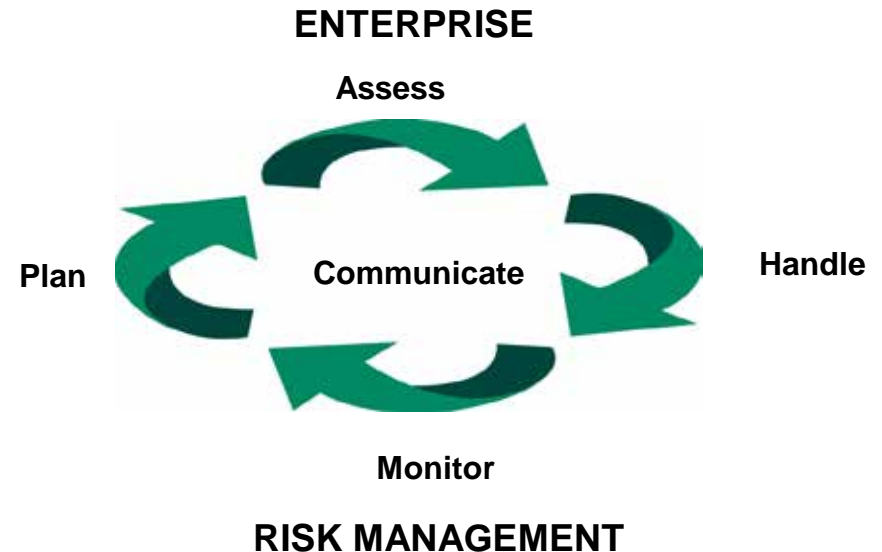 ENTERPRISE
Assess
Plan
Communicate
Handle
Monitor
RISK MANAGEMENT